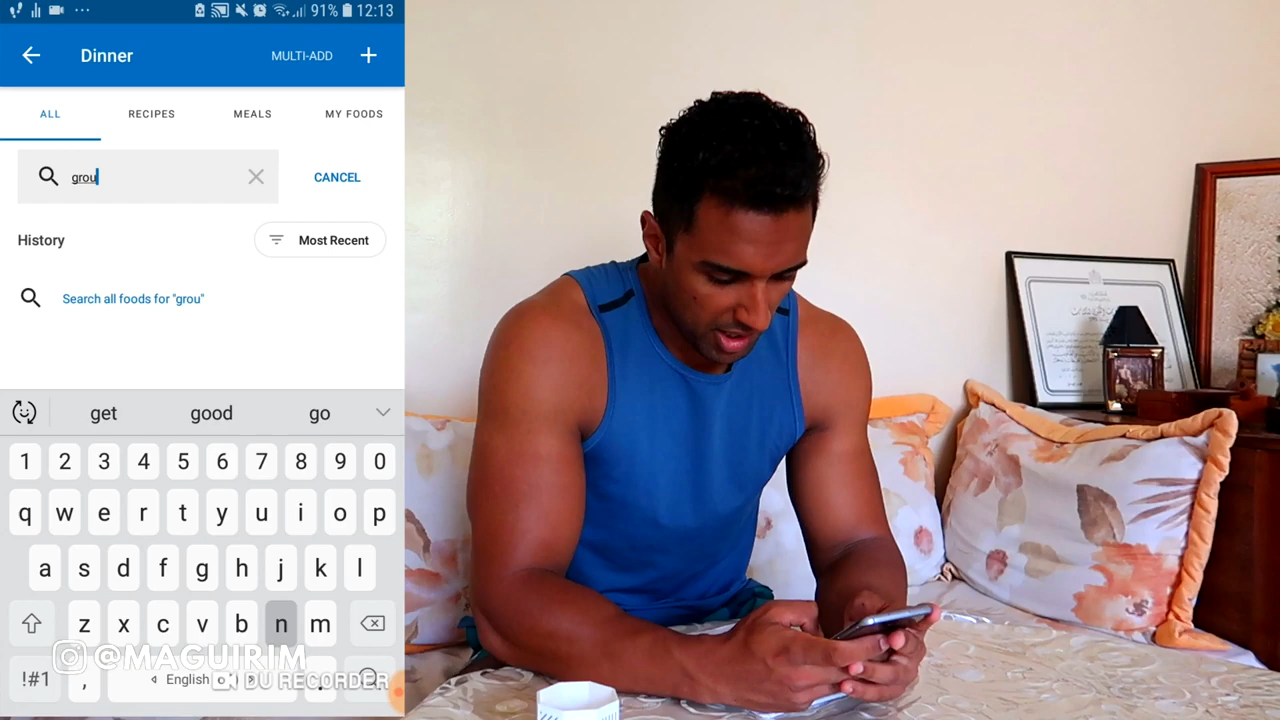 91% 12:13
Dinner MULTI-ADD +
ALL RECIPES MEALS MY FOODS
grou CANCEL
History Most Recent
Search all foods for "grou"
get good go
1 2 3 4 5 6 7 8 9 0
q w e r t y u i o p
a s d f g h j k l
z x c v b n m
@MAGUIRIM
!#1 , English .
DU RECORDER